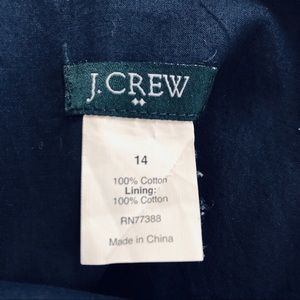 J.CREW
14
100% Cotton
Lining:
100% Cotton
RN77388
Made in China